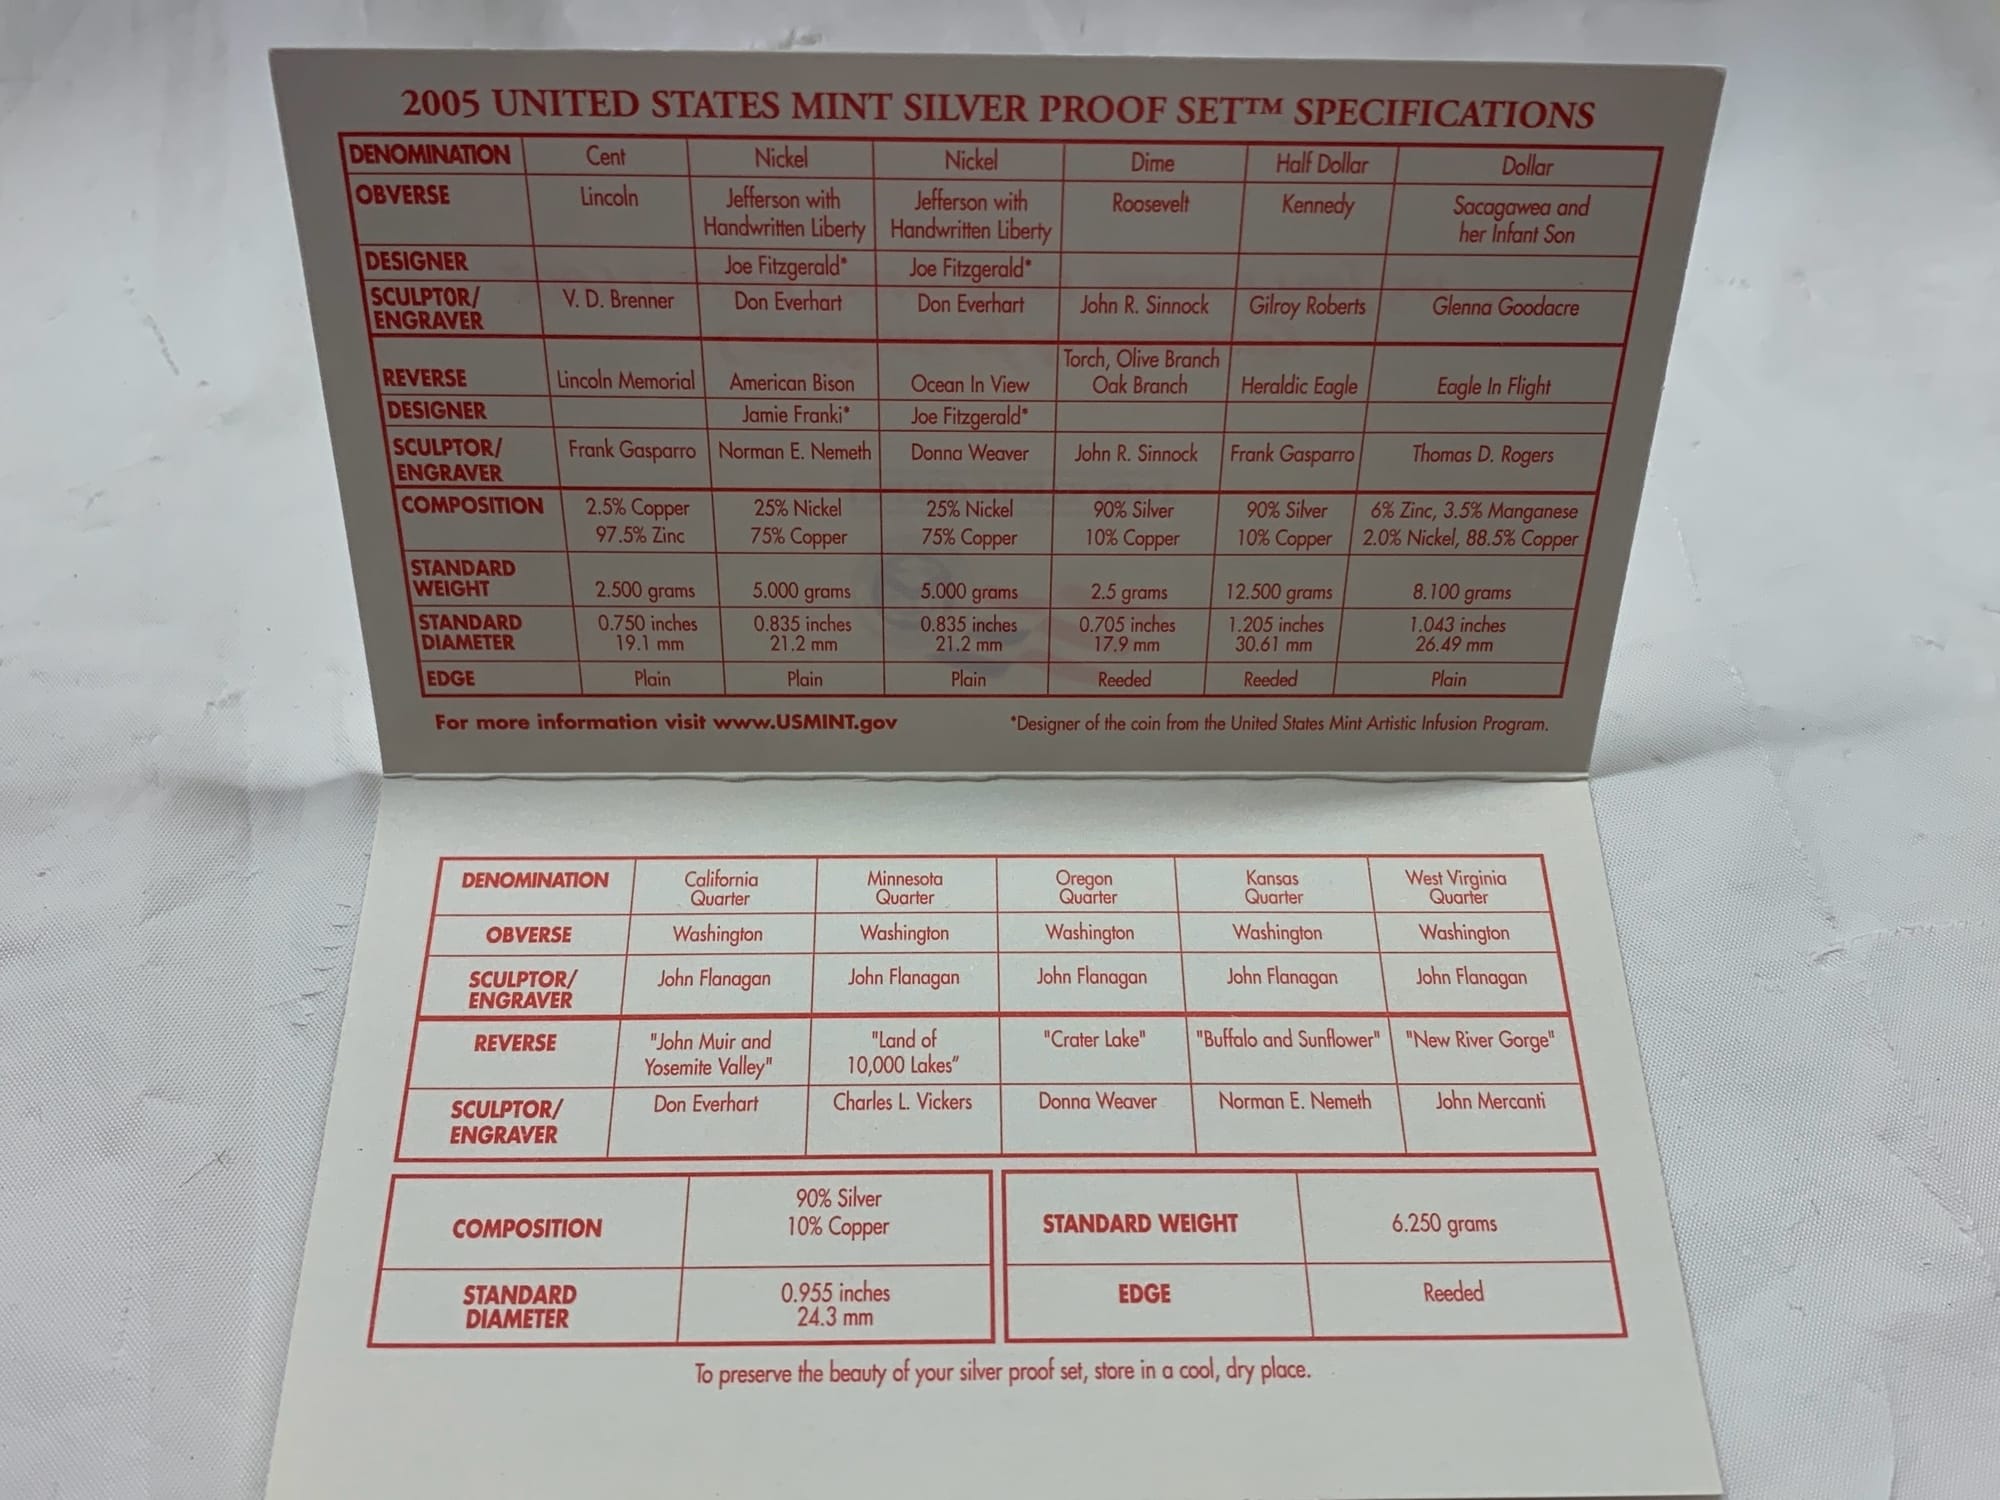 2005 UNITED STATES MINT SILVER PROOF SET™ SPECIFICATIONS
DENOMINATION Cent Nickel Nickel Dime Half Dollar Dollar
OBVERSE Lincoln Jefferson with Jefferson with Roosevelt Kennedy Sacagawea and
Handwritten Liberty Handwritten Liberty her Infant Son
DESIGNER Joe Fitzgerald* Joe Fitzgerald*
SCULPTOR/ V. D. Brenner Don Everhart Don Everhart John R. Sinnock Gilroy Roberts Glenna Goodacre
ENGRAVER
Torch, Olive Branch
REVERSE Lincoln Memorial American Bison Ocean In View Oak Branch Heraldic Eagle Eagle In Flight
DESIGNER Jamie Franki* Joe Fitzgerald*
SCULPTOR/ Frank Gasparro Norman E. Nemeth Donna Weaver John R. Sinnock Frank Gasparro Thomas D. Rogers
ENGRAVER
COMPOSITION 2.5% Copper 25% Nickel 25% Nickel 90% Silver 90% Silver 6% Zinc, 3.5% Manganese
97.5% Zinc 75% Copper 75% Copper 10% Copper 10% Copper 2.0% Nickel, 88.5% Copper
STANDARD
WEIGHT 2.500 grams 5.000 grams 5.000 grams 2.5 grams 12.500 grams 8.100 grams
STANDARD 0.750 inches 0.835 inches 0.835 inches 0.705 inches 1.205 inches 1.043 inches
DIAMETER 19.1 mm 21.2 mm 21.2 mm 17.9 mm 30.61 mm 26.49 mm
EDGE Plain Plain Plain Reeded Reeded Plain
For more information visit www.USMINT.gov *Designer of the coin from the United States Mint Artistic Infusion Program.
DENOMINATION California Minnesota Oregon Kansas West Virginia
Quarter Quarter Quarter Quarter Quarter
OBVERSE Washington Washington Washington Washington Washington
SCULPTOR/ John Flanagan John Flanagan John Flanagan John Flanagan John Flanagan
ENGRAVER
REVERSE "John Muir and "Land of "Crater Lake" "Buffalo and Sunflower" "New River Gorge"
Yosemite Valley" 10,000 Lakes"
SCULPTOR/ Don Everhart Charles L. Vickers Donna Weaver Norman E. Nemeth John Mercanti
ENGRAVER
90% Silver
COMPOSITION 10% Copper STANDARD WEIGHT 6.250 grams
STANDARD 0.955 inches EDGE Reeded
DIAMETER 24.3 mm
To preserve the beauty of your silver proof set, store in a cool, dry place.